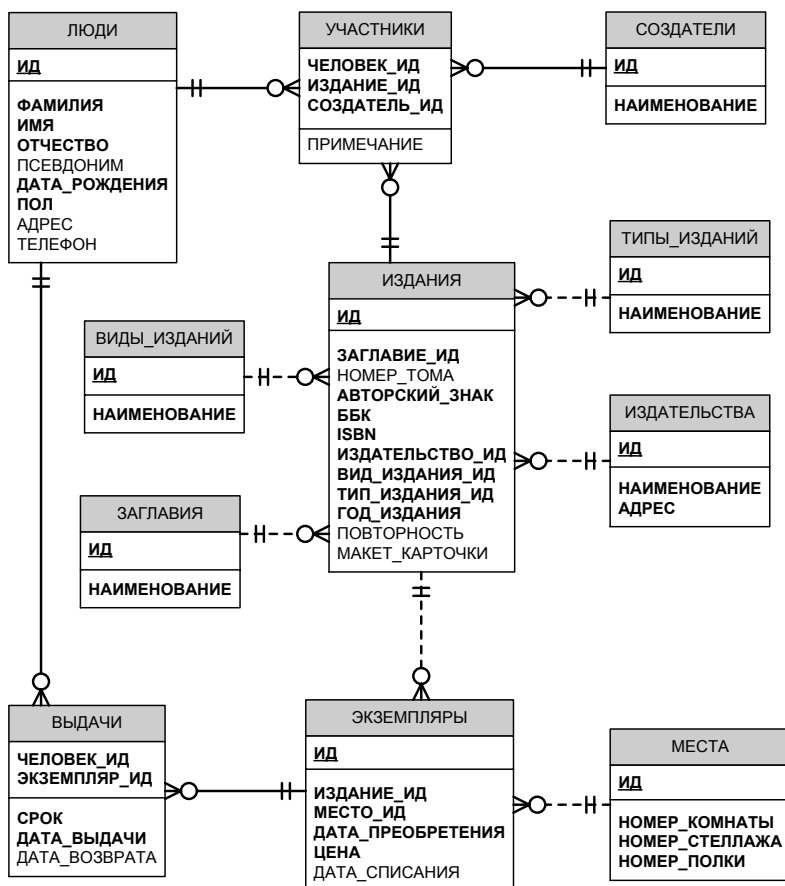 ЛЮДИ
ИД
ФАМИЛИЯ
ИМЯ
ОТЧЕСТВО
ПСЕВДОНИМ
ДАТА_РОЖДЕНИЯ
ПОЛ
АДРЕС
ТЕЛЕФОН
УЧАСТНИКИ
ЧЕЛОВЕК_ИД
ИЗДАНИЕ_ИД
СОЗДАТЕЛЬ_ИД
ПРИМЕЧАНИЕ
СОЗДАТЕЛИ
ИД
НАИМЕНОВАНИЕ
ВИДЫ_ИЗДАНИЙ
ИД
НАИМЕНОВАНИЕ
ЗАГЛАВИЯ
ИД
НАИМЕНОВАНИЕ
ИЗДАНИЯ
ИД
ЗАГЛАВИЕ_ИД
НОМЕР_ТОМА
АВТОРСКИЙ_ЗНАК
ББК
ISBN
ИЗДАТЕЛЬСТВО_ИД
ВИД_ИЗДАНИЯ_ИД
ТИП_ИЗДАНИЯ_ИД
ГОД_ИЗДАНИЯ
ПОВТОРНОСТЬ
МАКЕТ_КАРТОЧКИ
ТИПЫ_ИЗДАНИЙ
ИД
НАИМЕНОВАНИЕ
ИЗДАТЕЛЬСТВА
ИД
НАИМЕНОВАНИЕ
АДРЕС
ВЫДАЧИ
ЧЕЛОВЕК_ИД
ЭКЗЕМПЛЯР_ИД
СРОК
ДАТА_ВЫДАЧИ
ДАТА_ВОЗВРАТА
ЭКЗЕМПЛЯРЫ
ИД
ИЗДАНИЕ_ИД
МЕСТО_ИД
ДАТА_ПРЕОБРЕТЕНИЯ
ЦЕНА
ДАТА_СПИСАНИЯ
МЕСТА
ИД
НОМЕР_КОМНАТЫ
НОМЕР_СТЕЛЛАЖА
НОМЕР_ПОЛКИ